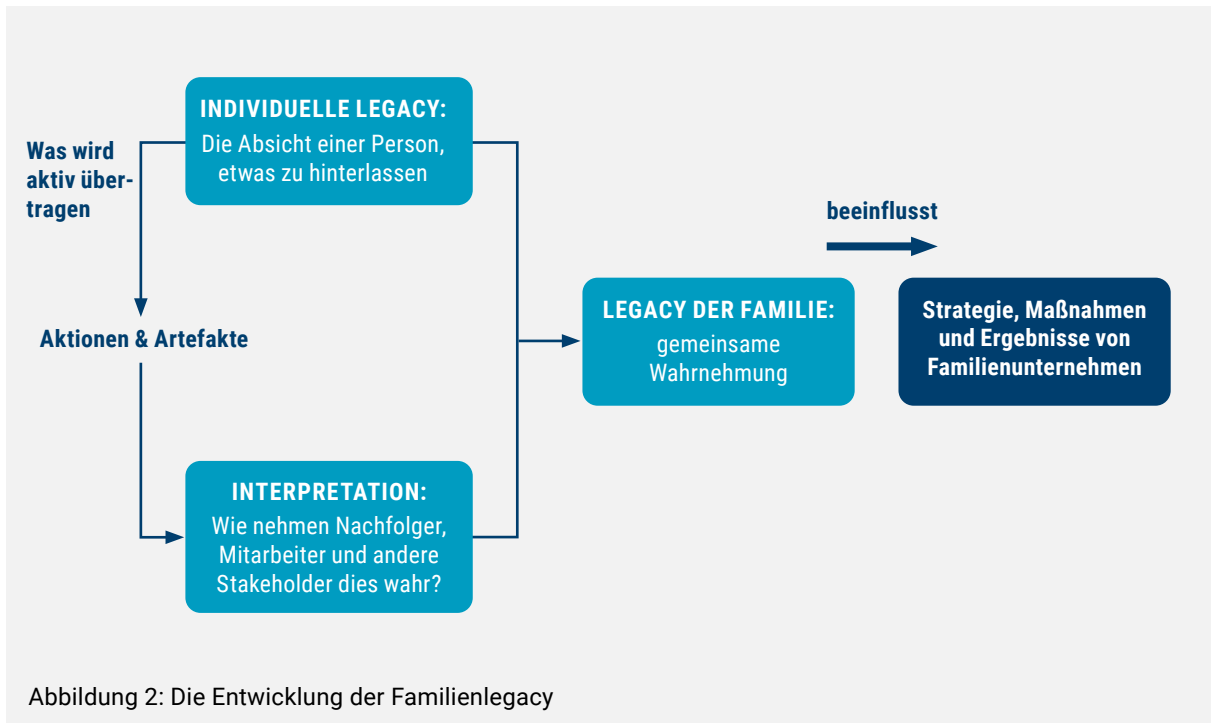 INDIVIDUELLE LEGACY:
Die Absicht einer Person,
etwas zu hinterlassen
Was wird
aktiv über-
tragen
Aktionen & Artefakte
INTERPRETATION:
Wie nehmen Nachfolger,
Mitarbeiter und andere
Stakeholder dies wahr?
LEGACY DER FAMILIE:
gemeinsame
Wahrnehmung
beeinflusst
Strategie, Maßnahmen
und Ergebnisse von
Familienunternehmen
Abbildung 2: Die Entwicklung der Familienlegacy